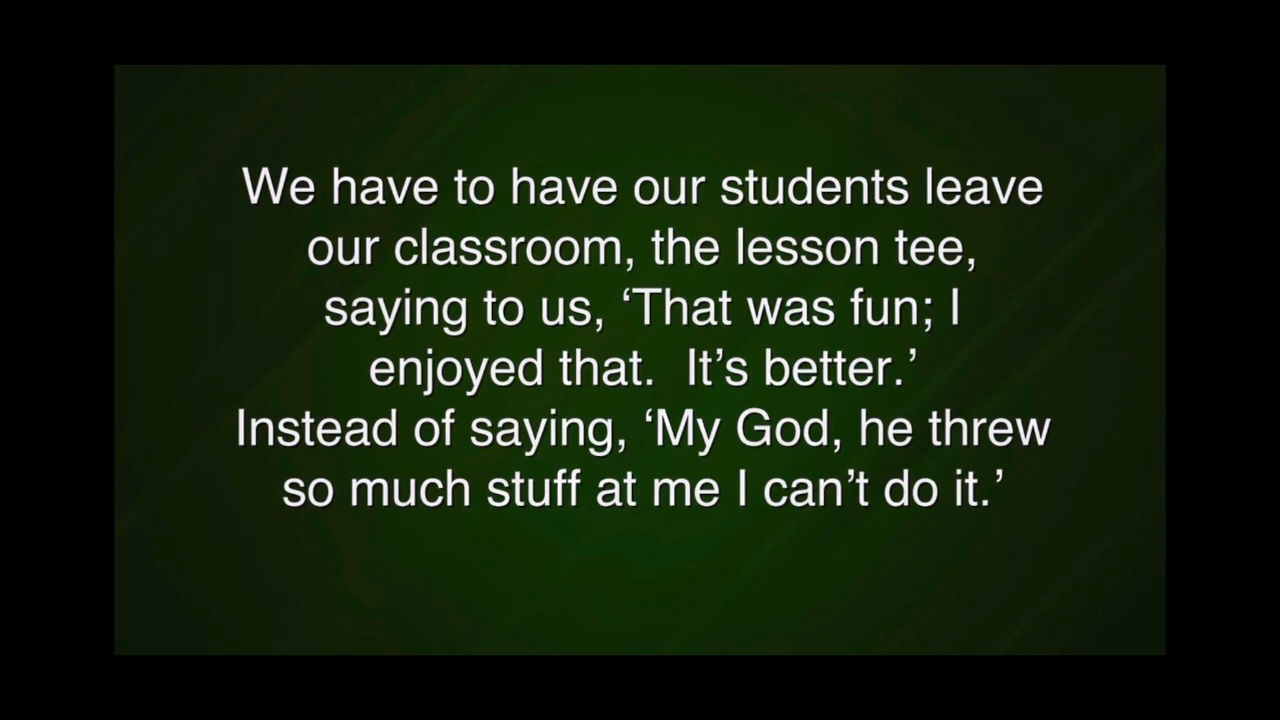 We have to have our students leave
our classroom, the lesson tee,
saying to us, ‘That was fun; I
enjoyed that.  It’s better.’
Instead of saying, ‘My God, he threw
so much stuff at me I can’t do it.’